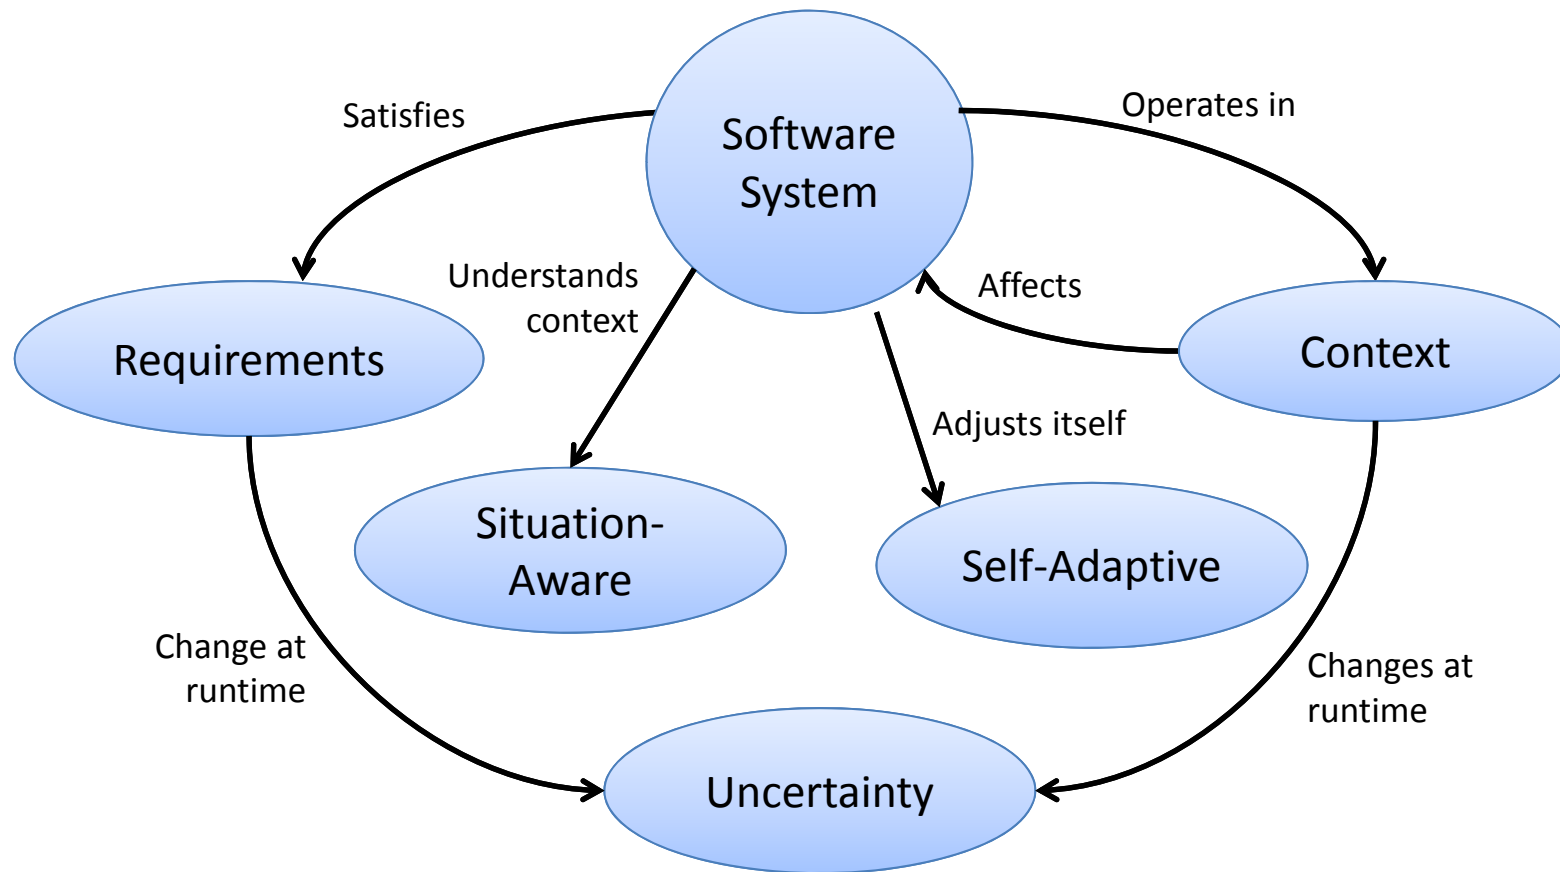 Satisfies
Software
System
Operates in
Understands
context
Affects
Requirements
Context
Adjusts itself
Situation-
Aware
Self-Adaptive
Change at
runtime
Changes at
runtime
Uncertainty